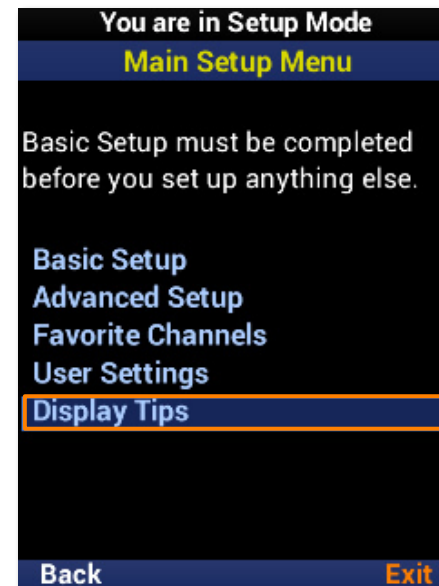 You are in Setup Mode
Main Setup Menu
Basic Setup must be completed
before you set up anything else.
Basic Setup
Advanced Setup
Favorite Channels
User Settings
Display Tips
Back Exit